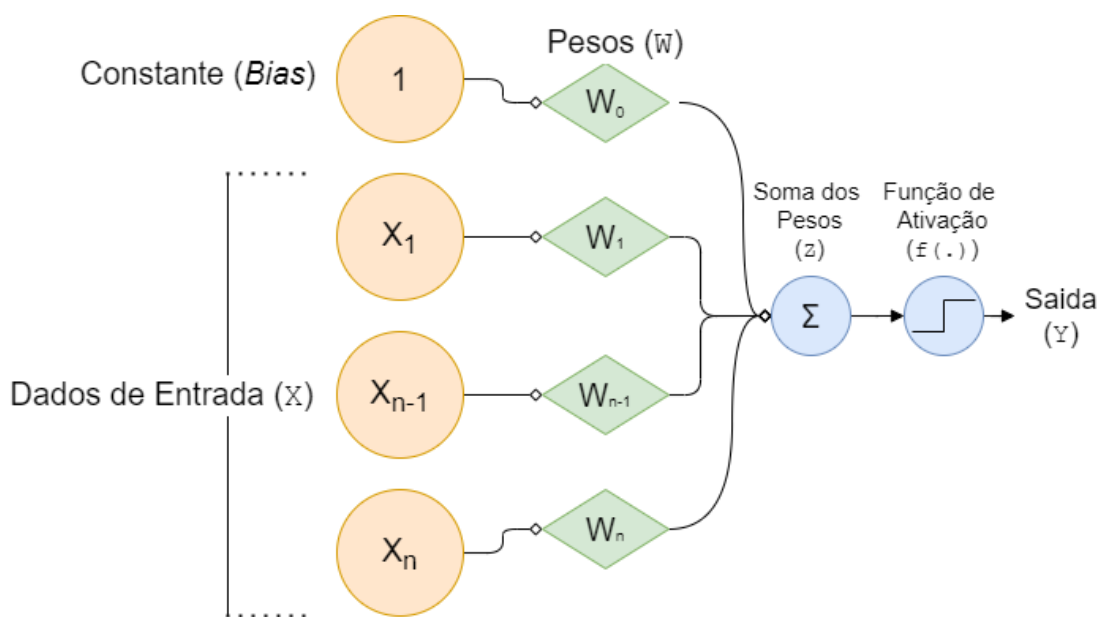 Constante (Bias)
1
Pesos (W)
W₀
X₁
W₁
Dados de Entrada (X)
Xₙ₋₁
Wₙ₋₁
Xₙ
Wₙ
Soma dos
Pesos
(z)
Σ
Função de
Ativação
(f(.))
Saida
(Y)